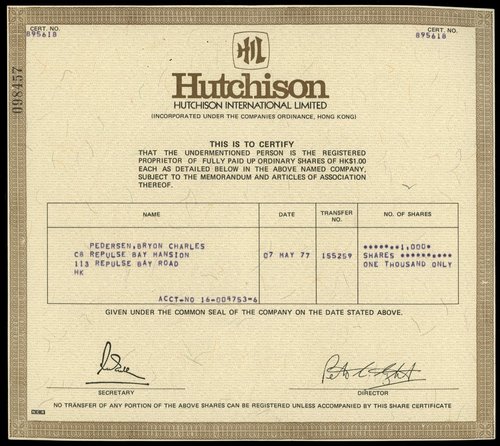 CERT. NO.
895618
CERT. NO.
895618
098457
HIL
Hutchison
HUTCHISON INTERNATIONAL LIMITED
(INCORPORATED UNDER THE COMPANIES ORDINANCE, HONG KONG)
THIS IS TO CERTIFY
THAT THE UNDERMENTIONED PERSON IS THE REGISTERED
PROPRIETOR OF FULLY PAID UP ORDINARY SHARES OF HK$1.00
EACH AS DETAILED BELOW IN THE ABOVE NAMED COMPANY,
SUBJECT TO THE MEMORANDUM AND ARTICLES OF ASSOCIATION
THEREOF.
NAME DATE TRANSFER NO. NO. OF SHARES
PEDERSEN,BRYON CHARLES ******1,000*
C8 REPULSE BAY MANSION 07 MAY 77 155259 SHARES **********
113 REPULSE BAY ROAD ONE THOUSAND ONLY
HK
ACCT-NO 16-009753-6
GIVEN UNDER THE COMMON SEAL OF THE COMPANY ON THE DATE STATED ABOVE.
SECRETARY
DIRECTOR
NO TRANSFER OF ANY PORTION OF THE ABOVE SHARES CAN BE REGISTERED UNLESS ACCOMPANIED BY THIS SHARE CERTIFICATE